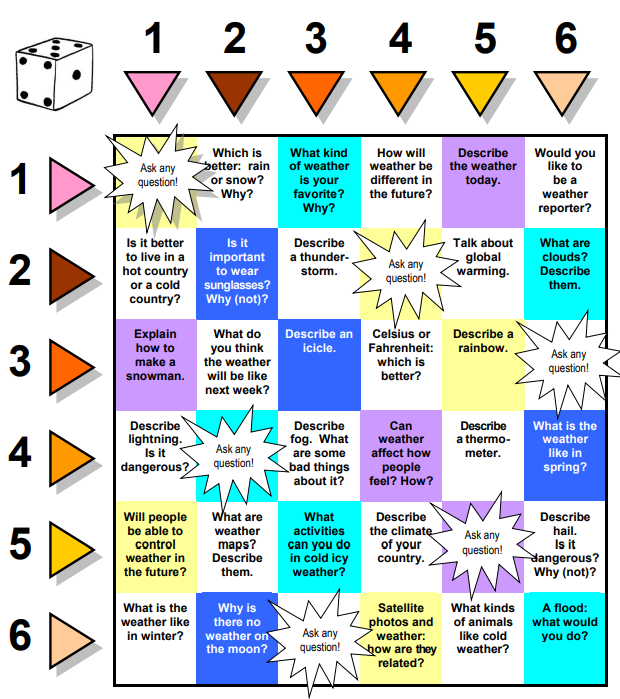 1 2 3 4 5 6
1
Ask any
question!
Which is
better: rain
or snow?
Why?
What kind
of weather
is your
favorite?
Why?
How will
weather be
different in
the future?
Describe
the weather
today.
Would you
like to
be a
weather
reporter?
2
Is it better
to live in a
hot country
or a cold
country?
Is it
important
to wear
sunglasses?
Why (not)?
Describe
a thunder-
storm.
Ask any
question!
Talk about
global
warming.
What are
clouds?
Describe
them.
3
Explain
how to
make a
snowman.
What do
you think
the weather
will be like
next week?
Describe an
icicle.
Celsius or
Fahrenheit:
which is
better?
Describe a
rainbow.
Ask any
question!
4
Describe
lightning.
Is it
dangerous?
Ask any
question!
Describe
fog. What
are some
bad things
about it?
Can
weather
affect how
people
feel? How?
Describe
a thermo-
meter.
What is the
weather
like in
spring?
5
Will people
be able to
control
weather in
the future?
What are
weather
maps?
Describe
them.
What
activities
can you do
in cold icy
weather?
Describe
the climate
of your
country.
Ask any
question!
Describe
hail.
Is it
dangerous?
Why (not)?
6
What is the
weather like
in winter?
Why is
there no
weather on
the moon?
Ask any
question!
Satellite
photos and
weather:
how are they
related?
What kinds
of animals
like cold
weather?
A flood:
what would
you do?